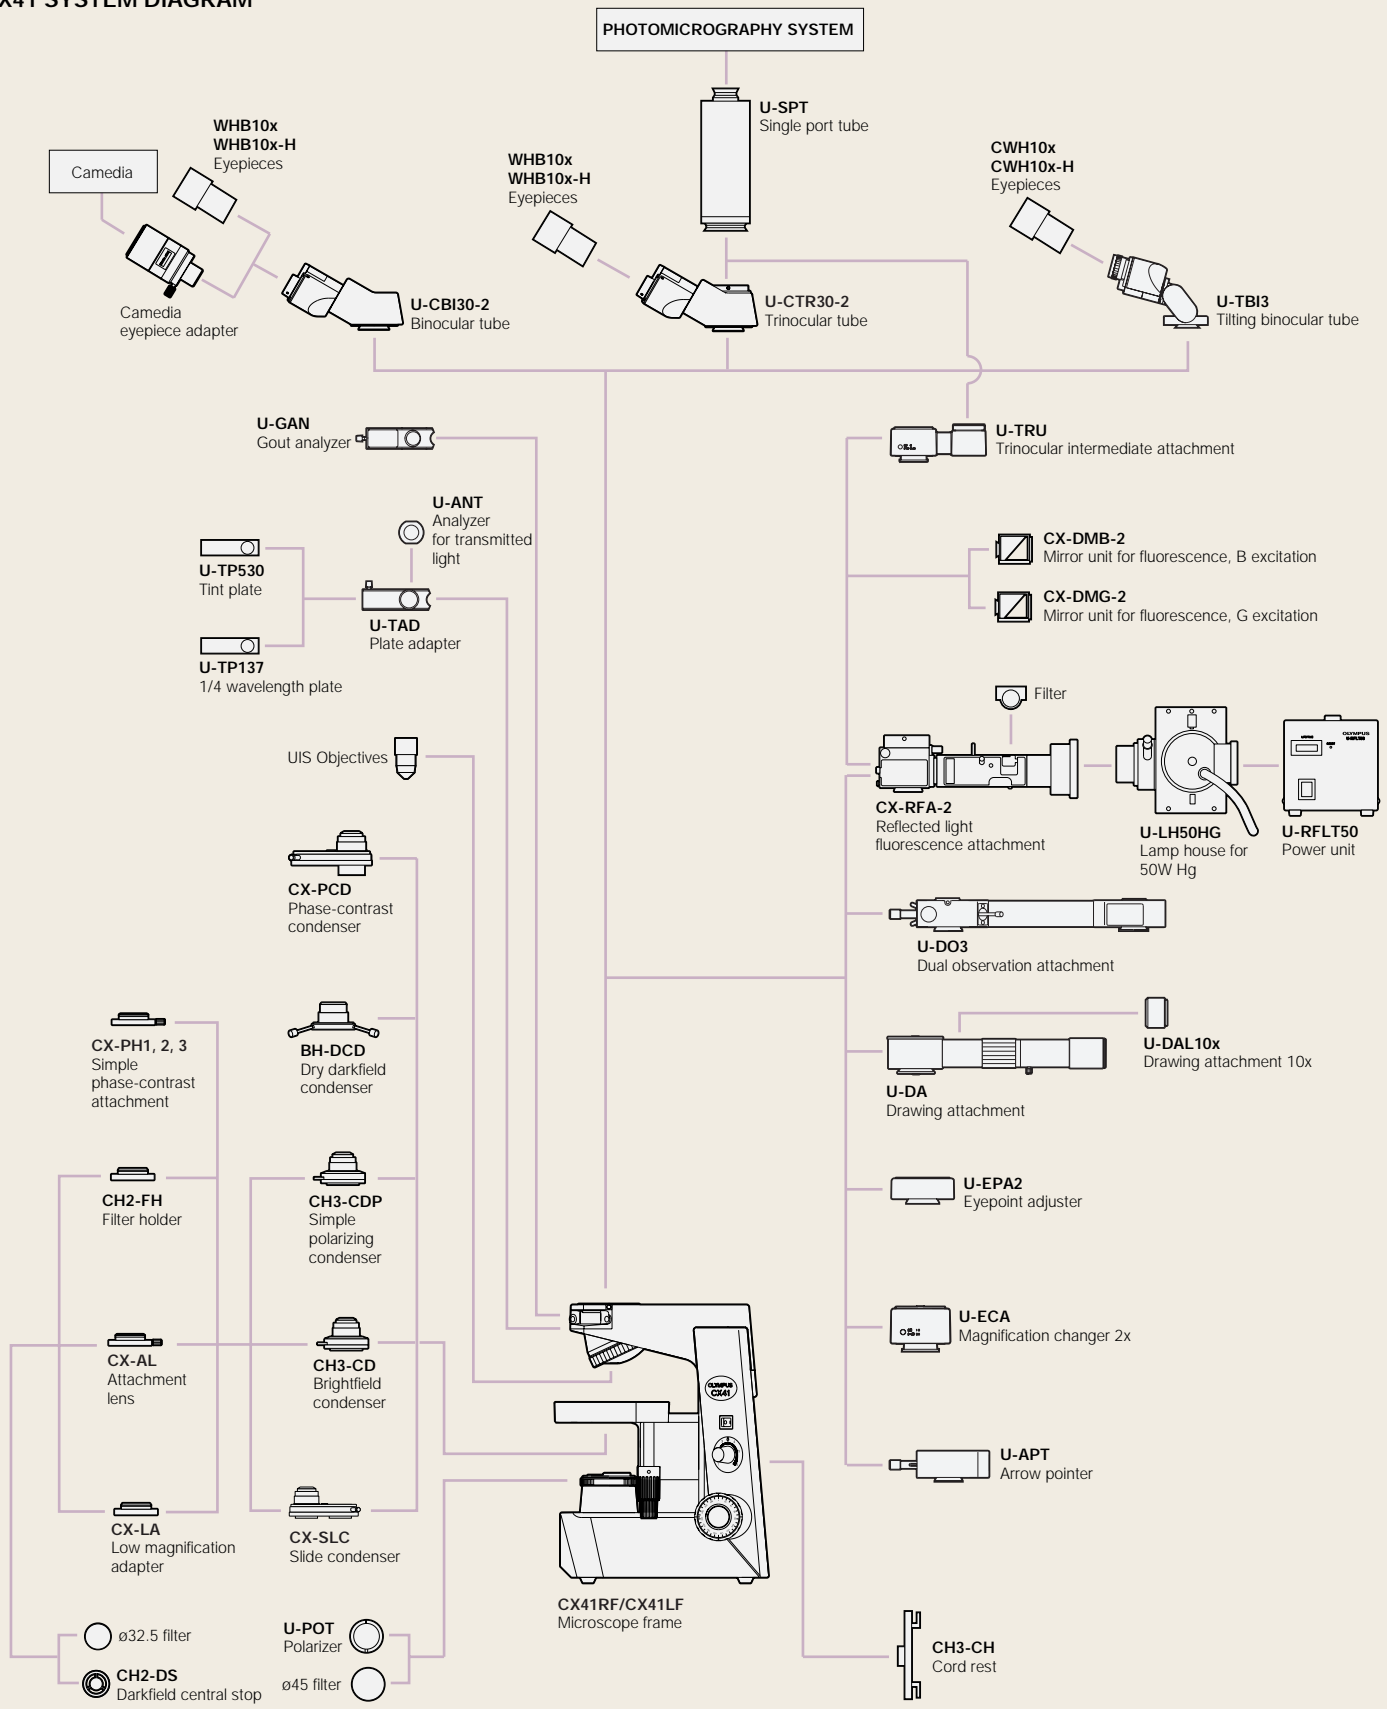 X41 SYSTEM DIAGRAM
PHOTOMICROGRAPHY SYSTEM
U-SPT
Single port tube
WHB10x
WHB10x-H
Eyepieces
Camedia
WHB10x
WHB10x-H
Eyepieces
CWH10x
CWH10x-H
Eyepieces
Camedia
eyepiece adapter
U-CBI30-2
Binocular tube
U-CTR30-2
Trinocular tube
U-TBI3
Tilting binocular tube
U-GAN
Gout analyzer
U-TRU
Trinocular intermediate attachment
U-ANT
Analyzer
for transmitted
light
U-TP530
Tint plate
U-TAD
Plate adapter
U-TP137
1/4 wavelength plate
CX-DMB-2
Mirror unit for fluorescence, B excitation
CX-DMG-2
Mirror unit for fluorescence, G excitation
Filter
UIS Objectives
OLYMPUS
CX-RFA-2
Reflected light
fluorescence attachment
U-LH50HG
Lamp house for
50W Hg
U-RFLT50
Power unit
CX-PCD
Phase-contrast
condenser
U-DO3
Dual observation attachment
CX-PH1, 2, 3
Simple
phase-contrast
attachment
BH-DCD
Dry darkfield
condenser
U-DAL10x
Drawing attachment 10x
U-DA
Drawing attachment
CH2-FH
Filter holder
CH3-CDP
Simple
polarizing
condenser
U-EPA2
Eyepoint adjuster
U-ECA
Magnification changer 2x
CX-AL
Attachment
lens
CH3-CD
Brightfield
condenser
OLYMPUS
CX41
U-APT
Arrow pointer
CX-LA
Low magnification
adapter
CX-SLC
Slide condenser
CX41RF/CX41LF
Microscope frame
ø32.5 filter
CH2-DS
Darkfield central stop
U-POT
Polarizer
ø45 filter
CH3-CH
Cord rest